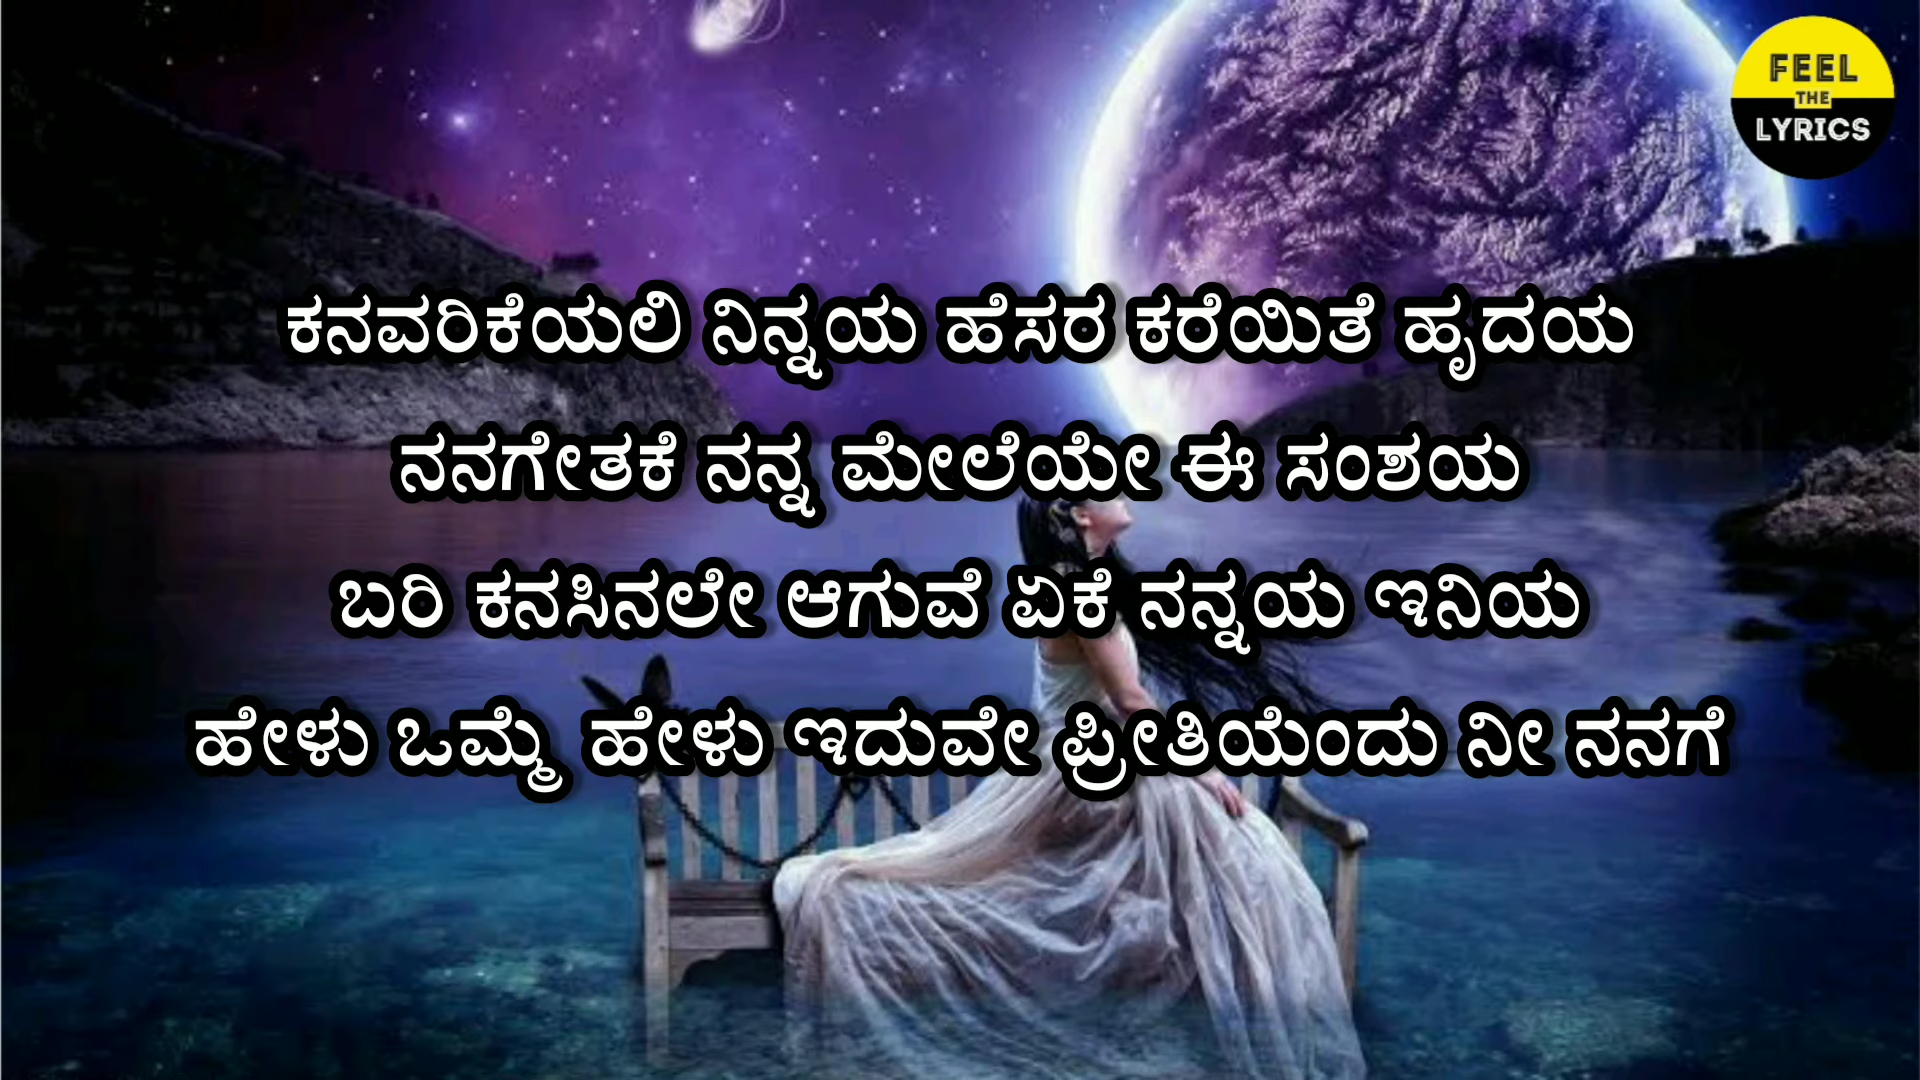 FEEL
THE
LYRICS
ಕನವರಿಕೆಯಲಿ ನಿನ್ನಯ ಹೆಸರ ಕರೆಯಿತೆ ಹೃದಯ
ನನಗೇತಕೆ ನನ್ನ ಮೇಲೆಯೇ ಈ ಸಂಶಯ
ಬರಿ ಕನಸಿನಲೇ ಆಗುವೆ ಏಕೆ ನನ್ನಯ ಇನಿಯ
ಹೇಳು ಒಮ್ಮೆ ಹೇಳು ಇದುವೇ ಪ್ರೀತಿಯೆಂದು ನೀ ನನಗೆ